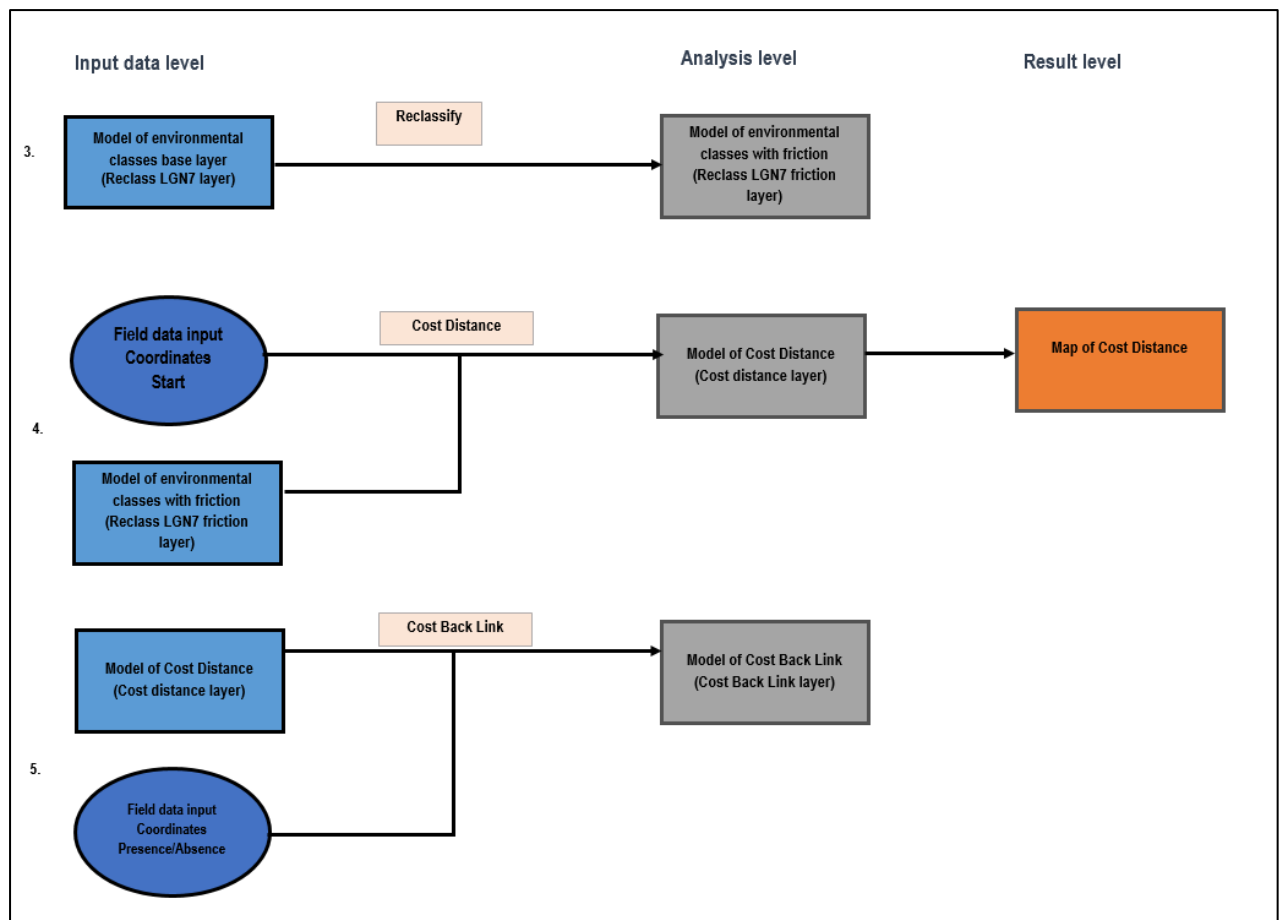 Input data level
Analysis level
Result level
3.
Model of environmental
classes base layer
(Reclass LGN7 layer)
Reclassify
Model of environmental
classes with friction
(Reclass LGN7 friction
layer)
4.
Field data input
Coordinates
Start
Cost Distance
Model of Cost Distance
(Cost distance layer)
Map of Cost Distance
Model of environmental
classes with friction
(Reclass LGN7 friction
layer)
5.
Model of Cost Distance
(Cost distance layer)
Cost Back Link
Model of Cost Back Link
(Cost Back Link layer)
Field data input
Coordinates
Presence/Absence